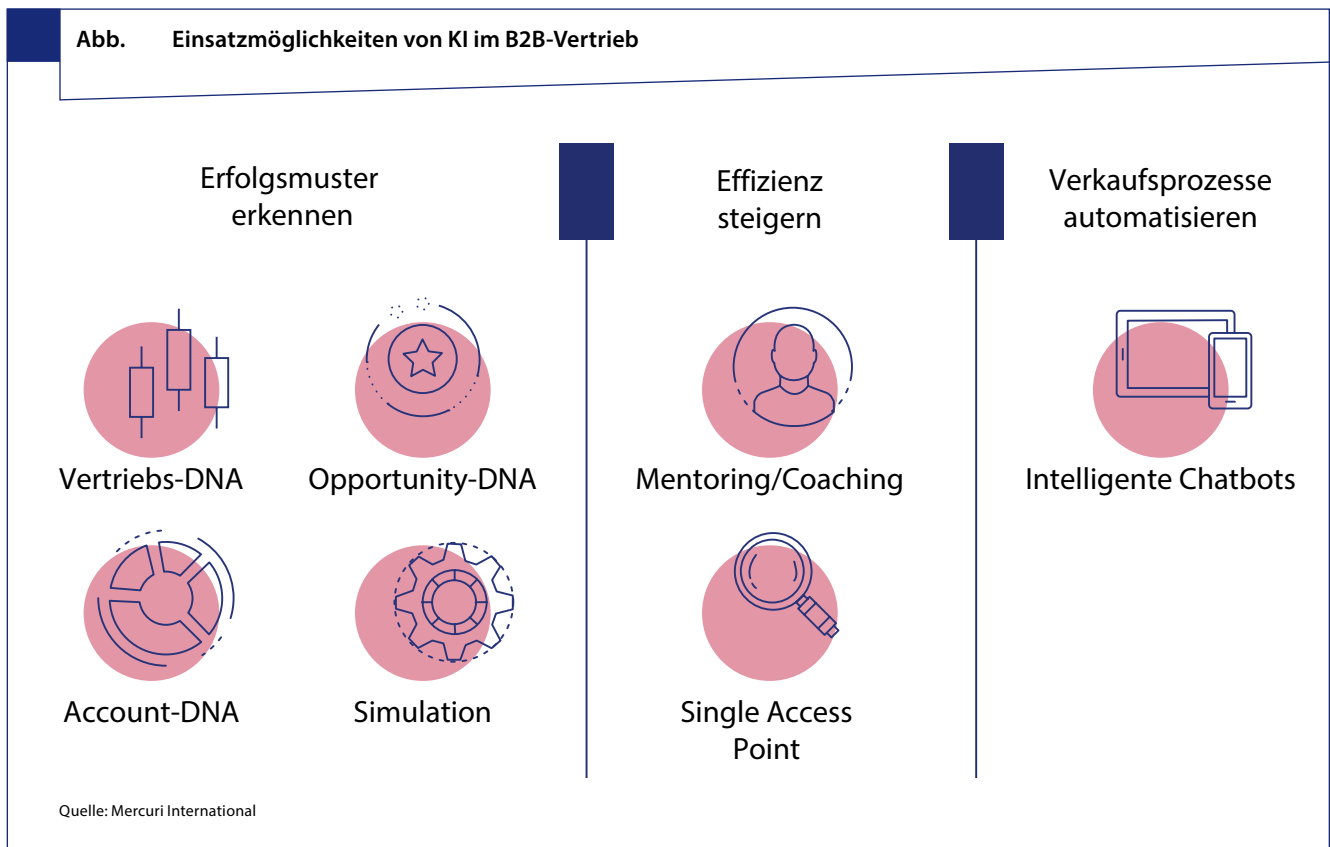 Abb. Einsatzmöglichkeiten von KI im B2B-Vertrieb
Erfolgsmuster
erkennen
Vertriebs-DNA
Opportunity-DNA
Account-DNA
Simulation
Effizienz
steigern
Mentoring/Coaching
Single Access
Point
Verkaufsprozesse
automatisieren
Intelligente Chatbots
Quelle: Mercuri International